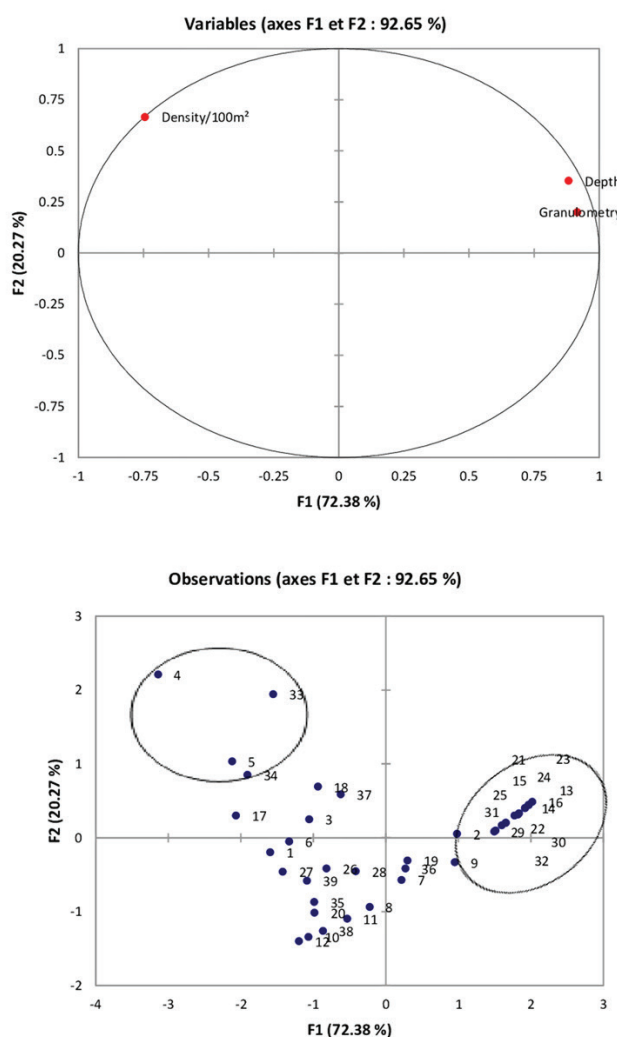 Variables (axes F1 et F2 : 92.65 %)
1
0.75
Density/100m²
0.5
Depth
0.25
Granulometry
0
F2 (20.27 %)
-0.25
-0.5
-0.75
-1
-1 -0.75 -0.5 -0.25 0 0.25 0.5 0.75 1
F1 (72.38 %)
Observations (axes F1 et F2 : 92.65 %)
3
4
33
2
5
34
1
21 23
15 24
18 37
25 13
17 3
31 14 16
6
2 29 22 30
0
1
19
9 32
27 26 28 36
39 7
35 8
20 11
-1
38
12 10
-2
F2 (20.27 %)
-4 -3 -2 -1 0 1 2 3
F1 (72.38 %)